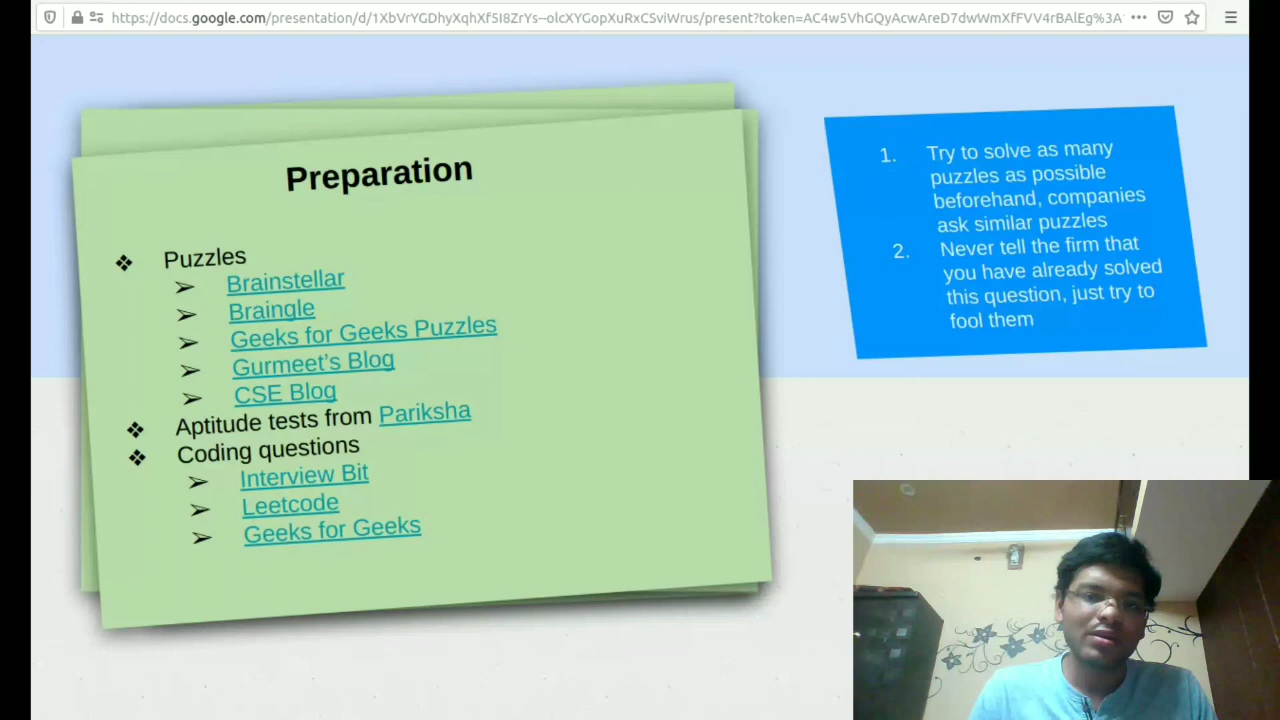 https://docs.google.com/presentation/d/1XbVrYGDhyXqhXf5I8ZrYs--olcXYGopXuRxCSviWrus/present?token=AC4w5VhGQyAcwAreD7dwWmXfFVV4rBAlEg%3A
Preparation
❖ Puzzles
➢ Brainstellar
➢ Braingle
➢ Geeks for Geeks Puzzles
➢ Gurmeet’s Blog
➢ CSE Blog
❖ Aptitude tests from Pariksha
❖ Coding questions
➢ Interview Bit
➢ Leetcode
➢ Geeks for Geeks
1. Try to solve as many
puzzles as possible
beforehand, companies
ask similar puzzles
2. Never tell the firm that
you have already solved
this question, just try to
fool them